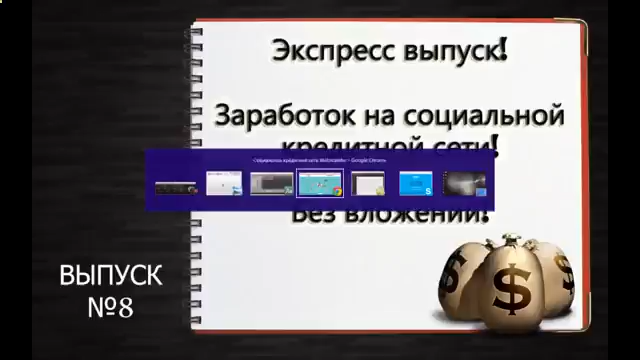 Экспресс выпуск!
Заработок на социальной
кредитной сети!
Без вложений!
ВЫПУСК
№8
$
$
$